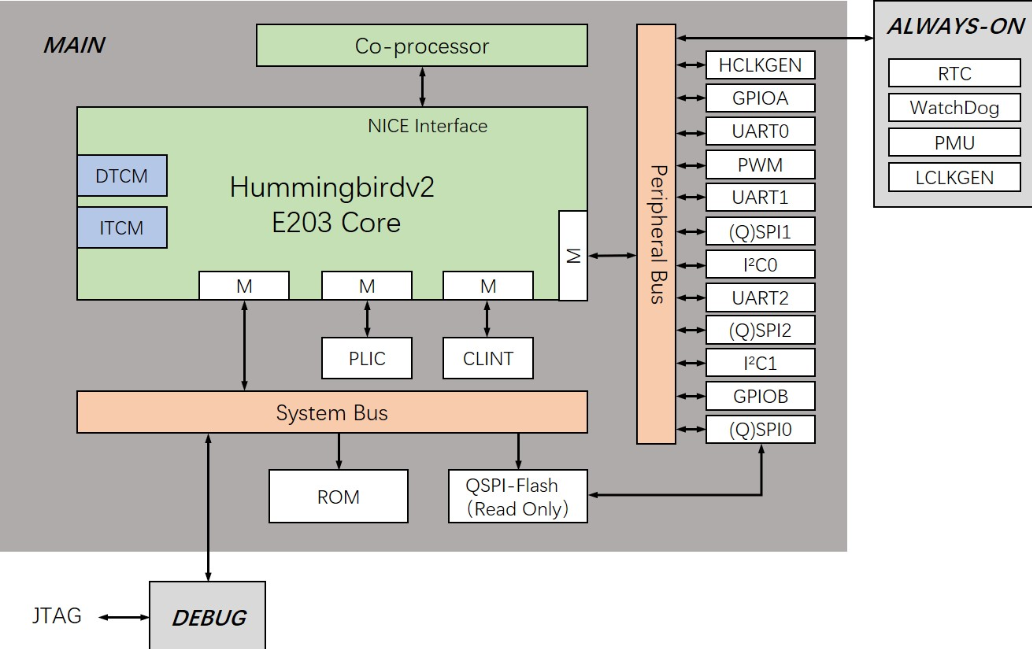 MAIN
Co-processor
NICE Interface
DTCM
ITCM
Hummingbirdv2
E203 Core
M
M
M
M
PLIC
CLINT
System Bus
ROM
QSPI-Flash
(Read Only)
Peripheral Bus
HCLKGEN
GPIOA
UART0
PWM
UART1
(Q)SPI1
I²C0
UART2
(Q)SPI2
I²C1
GPIOB
(Q)SPI0
ALWAYS-ON
RTC
WatchDog
PMU
LCLKGEN
JTAG
DEBUG